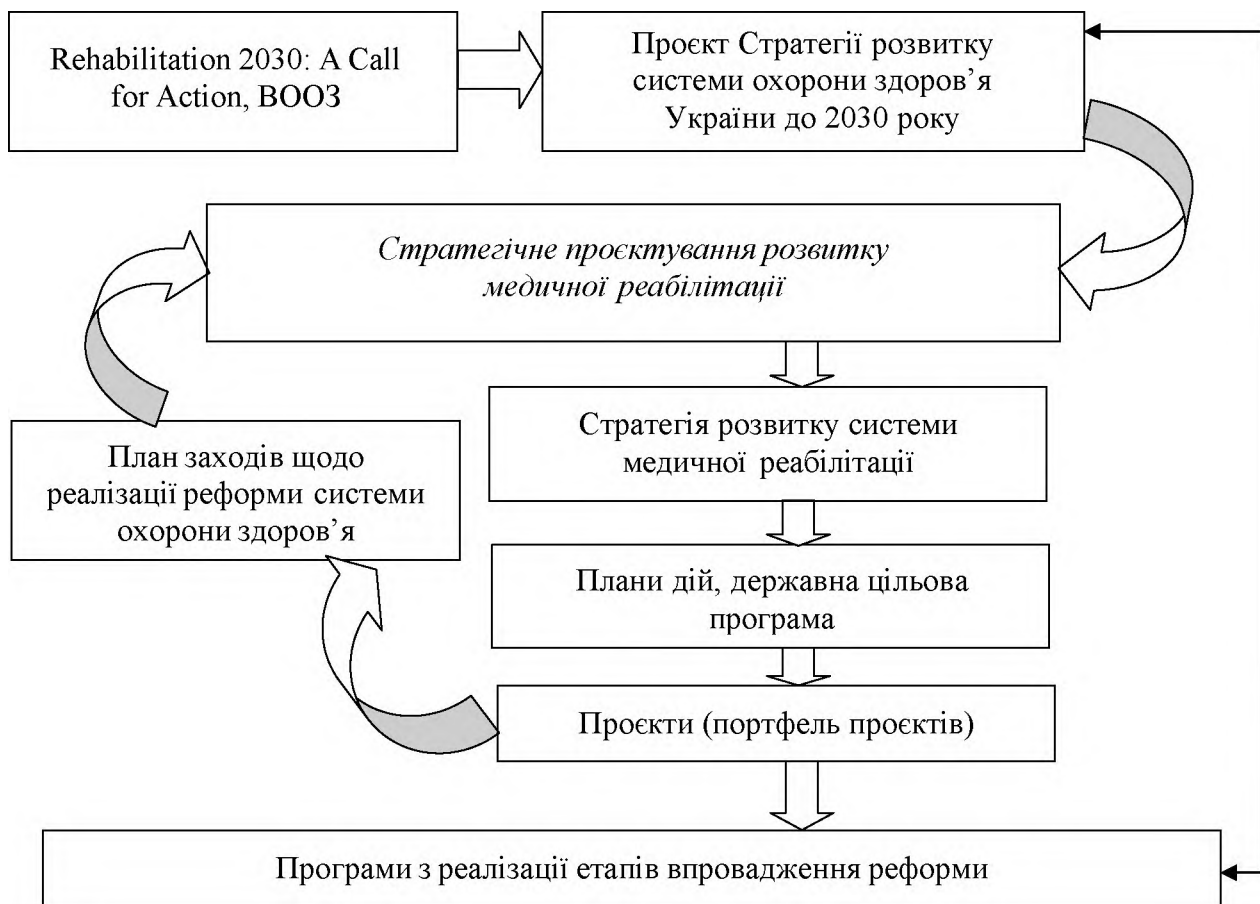 Rehabilitation 2030: A Call
for Action, ВООЗ
Проєкт Стратегії розвитку
системи охорони здоров’я
України до 2030 року
Стратегічне проєктування розвитку
медичної реабілітації
Стратегія розвитку системи
медичної реабілітації
План заходів щодо
реалізації реформи системи
охорони здоров’я
Плани дій, державна цільова
програма
Проєкти (портфель проєктів)
Програми з реалізації етапів впровадження реформи